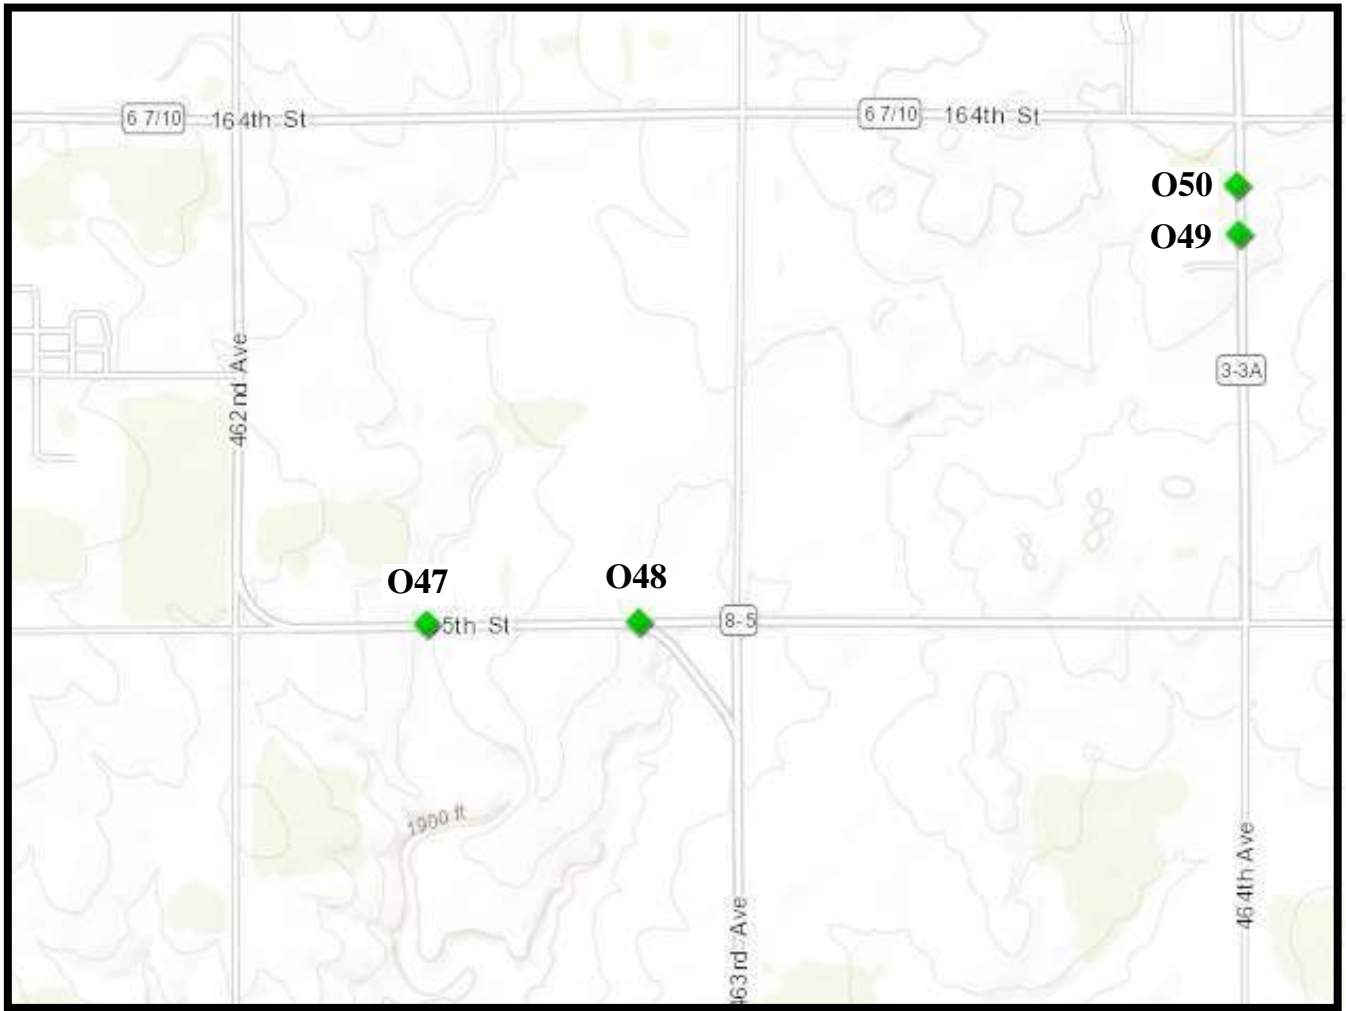 6 7/10 164th St
6 7/10 164th St
O50
O49
3-3A
462nd Ave
O47
O48
5th St
8-5
1900 ft
464th Ave
463rd Ave